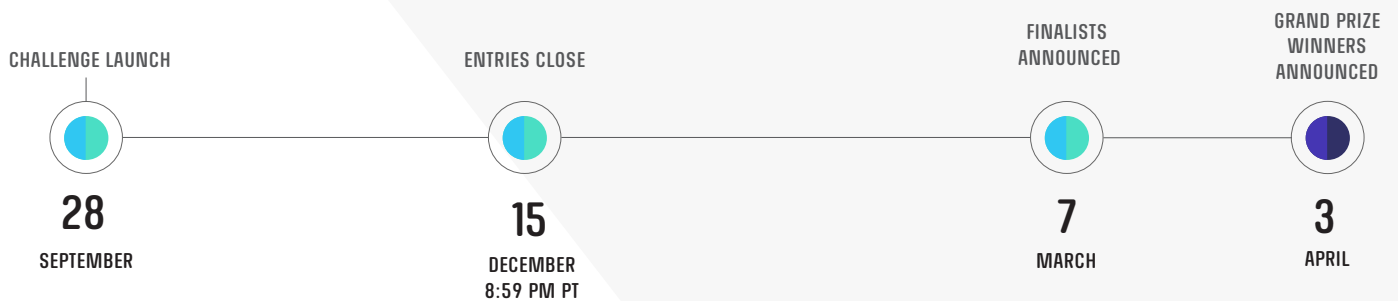 CHALLENGE LAUNCH
28
SEPTEMBER
ENTRIES CLOSE
15
DECEMBER
8:59 PM PT
FINALISTS
ANNOUNCED
7
MARCH
GRAND PRIZE
WINNERS
ANNOUNCED
3
APRIL